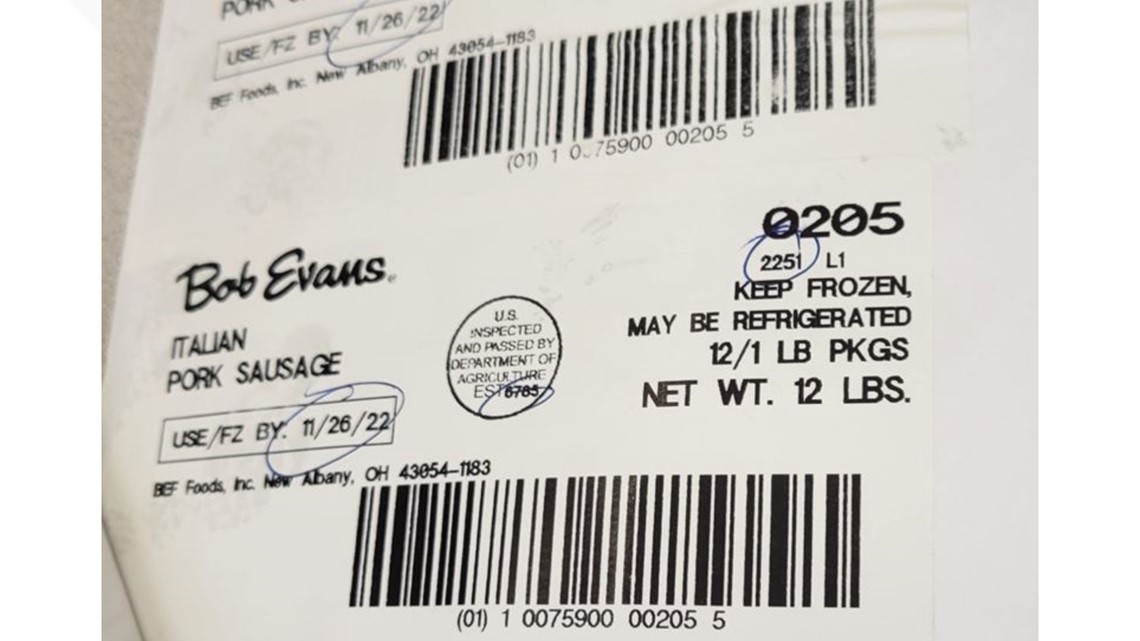 PORK
USE/FZ BY: 11/26/22
BEF Foods, Inc. New Albany, OH 43054-1183
(01) 1 0075900 00205 5
0205
2251 L1
KEEP FROZEN,
MAY BE REFRIGERATED
12/1 LB PKGS
NET WT. 12 LBS.
Bob Evans®
ITALIAN
PORK SAUSAGE
U.S.
INSPECTED
AND PASSED BY
DEPARTMENT OF
AGRICULTURE
EST 6785
USE/FZ BY: 11/26/22
BEF Foods, Inc. New Albany, OH 43054-1183
(01) 1 0075900 00205 5